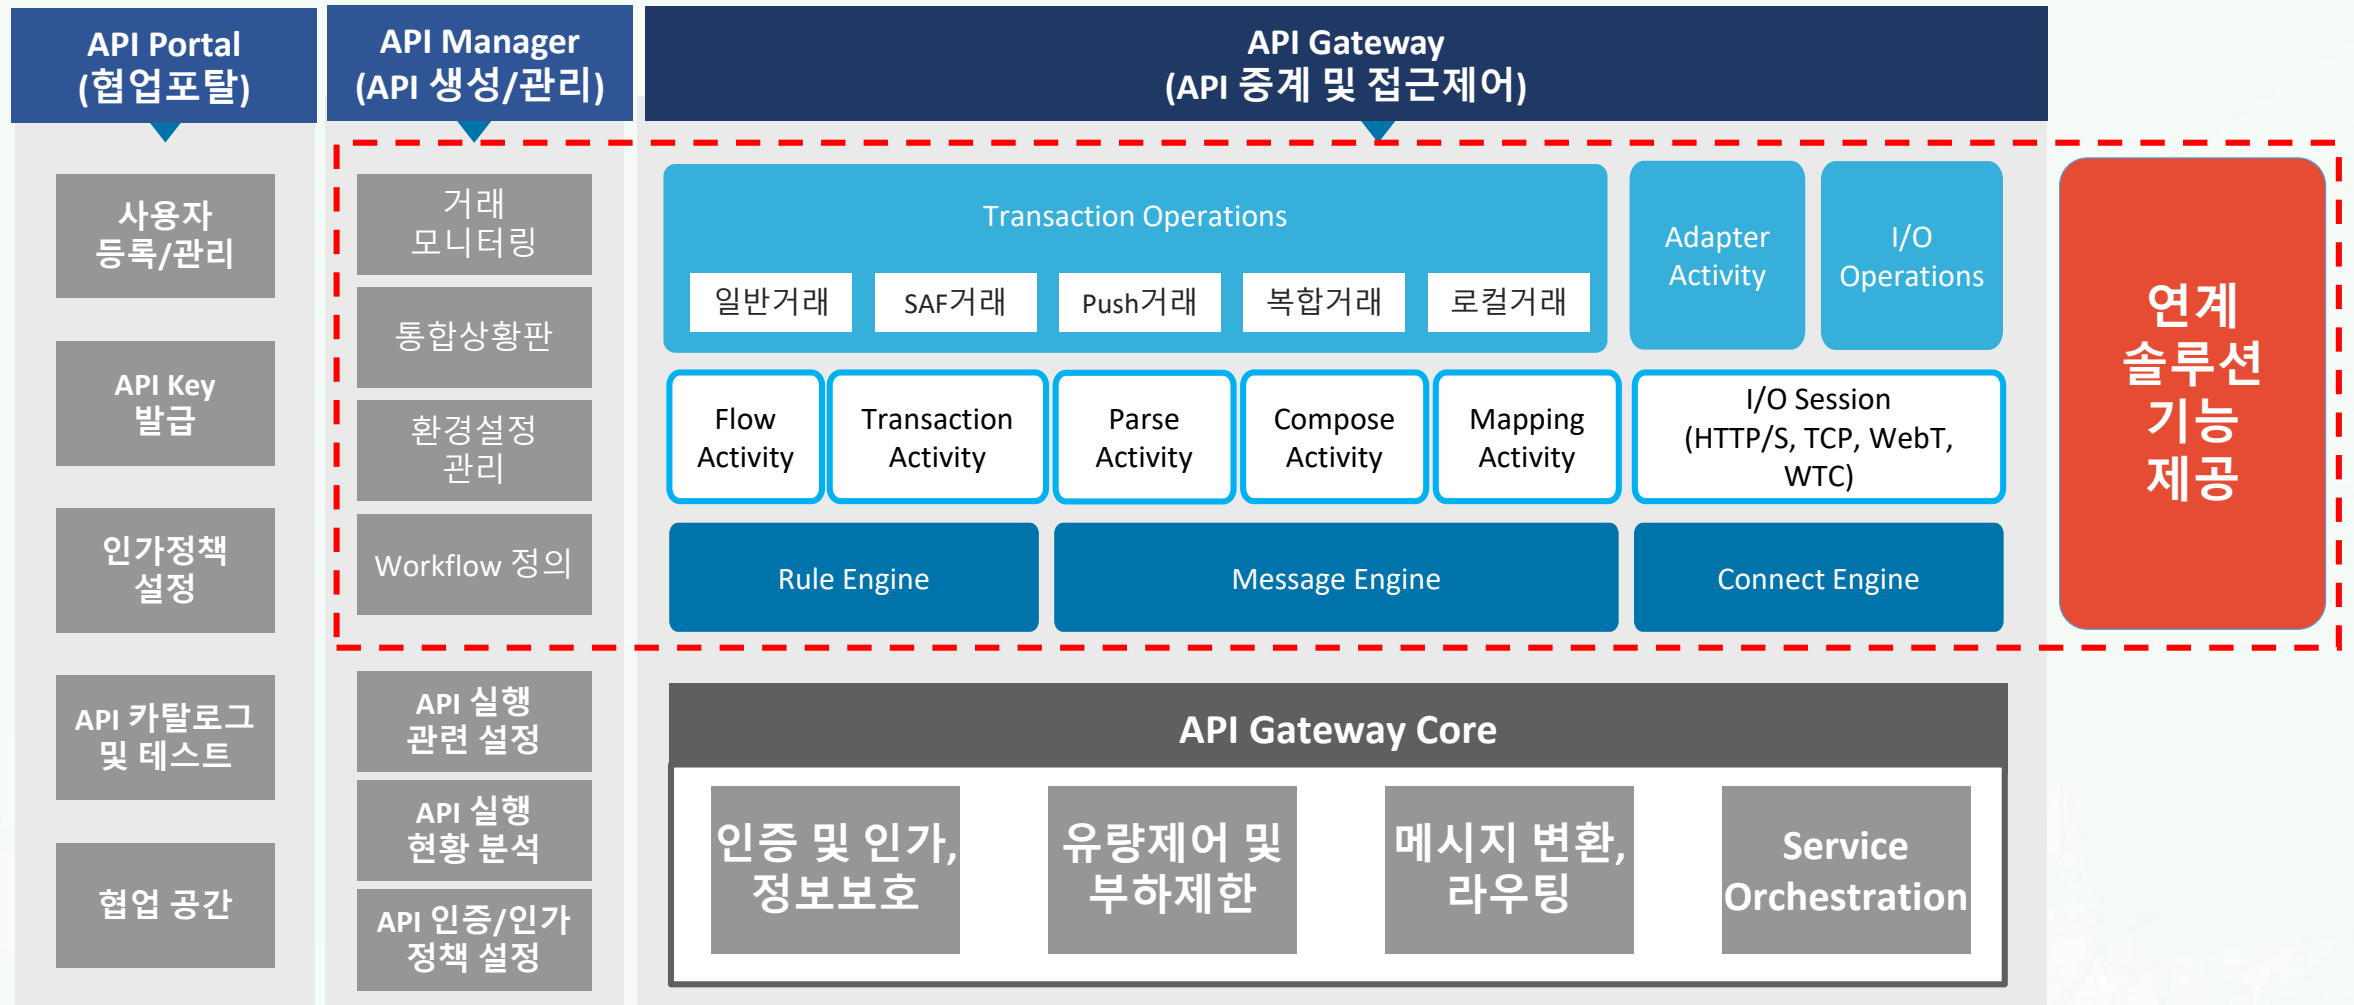 API Portal
(협업포탈)
사용자
등록/관리
API Key
발급
인가정책
설정
API 카탈로그
및 테스트
협업 공간
API Manager
(API 생성/관리)
거래
모니터링
통합상황판
환경설정
관리
Workflow 정의
API 실행
관련 설정
API 실행
현황 분석
API 인증/인가
정책 설정
API Gateway
(API 중계 및 접근제어)
Transaction Operations
일반거래
SAF거래
Push거래
복합거래
로컬거래
Adapter
Activity
I/O
Operations
Flow
Activity
Transaction
Activity
Parse
Activity
Compose
Activity
Mapping
Activity
I/O Session
(HTTP/S, TCP, WebT,
WTC)
Rule Engine
Message Engine
Connect Engine
연계
솔루션
기능
제공
API Gateway Core
인증 및 인가,
정보보호
유량제어 및
부하제한
메시지 변환,
라우팅
Service
Orchestration